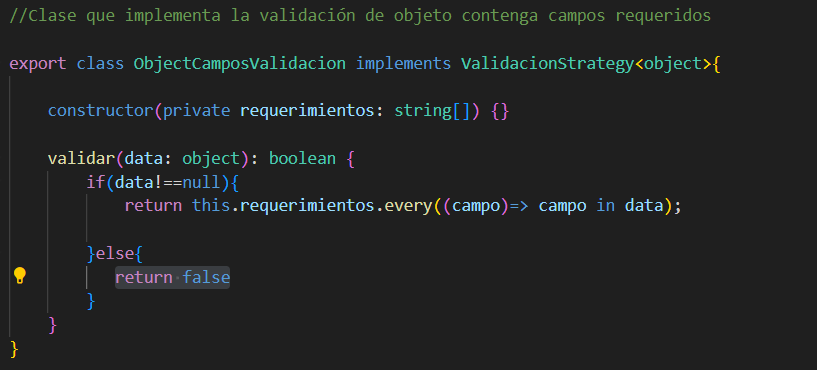 //Clase que implementa la validación de objeto contenga campos requeridos
export class ObjectCamposValidacion implements ValidacionStrategy<object>{
constructor(private requerimientos: string[]) {}
validar(data: object): boolean {
if(data!==null){
return this.requerimientos.every((campo)=> campo in data);
}else{
return false
}
}
}